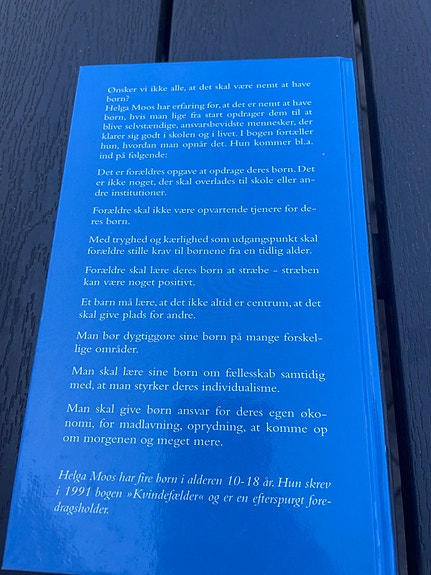 Ønsker vi ikke alle, at det skal være nemt at have
børn?
Helga Moos har erfaring for, at det er nemt at have
børn, hvis man lige fra start opdrager dem til at
blive selvstændige, ansvarsbevidste mennesker, der
klarer sig godt i skolen og i livet. I bogen fortæller
hun, hvordan man opnår det. Hun kommer bl.a.
ind på følgende:
Det er forældres opgave at opdrage deres børn. Det
er ikke noget, der skal overlades til skole eller an-
dre institutioner.
Forældre skal ikke være opvartende tjenere for de-
res børn.
Med tryghed og kærlighed som udgangspunkt skal
forældre stille krav til børnene fra en tidlig alder.
Forældre skal lære deres børn at stræbe – stræben
kan være noget positivt.
Et barn må lære, at det ikke altid er centrum, at det
skal give plads for andre.
Man bør dygtiggøre sine børn på mange forskel-
lige områder.
Man skal lære sine børn om fællesskab samtidig
med, at man styrker deres individualisme.
Man skal give børn ansvar for deres egen øko-
nomi, for madlavning, oprydning, at komme op
om morgenen og meget mere.
Helga Moos har fire børn i alderen 10-18 år. Hun skrev
i 1991 bogen »Kvindefælder« og er en efterspurgt fore-
dragsholder.